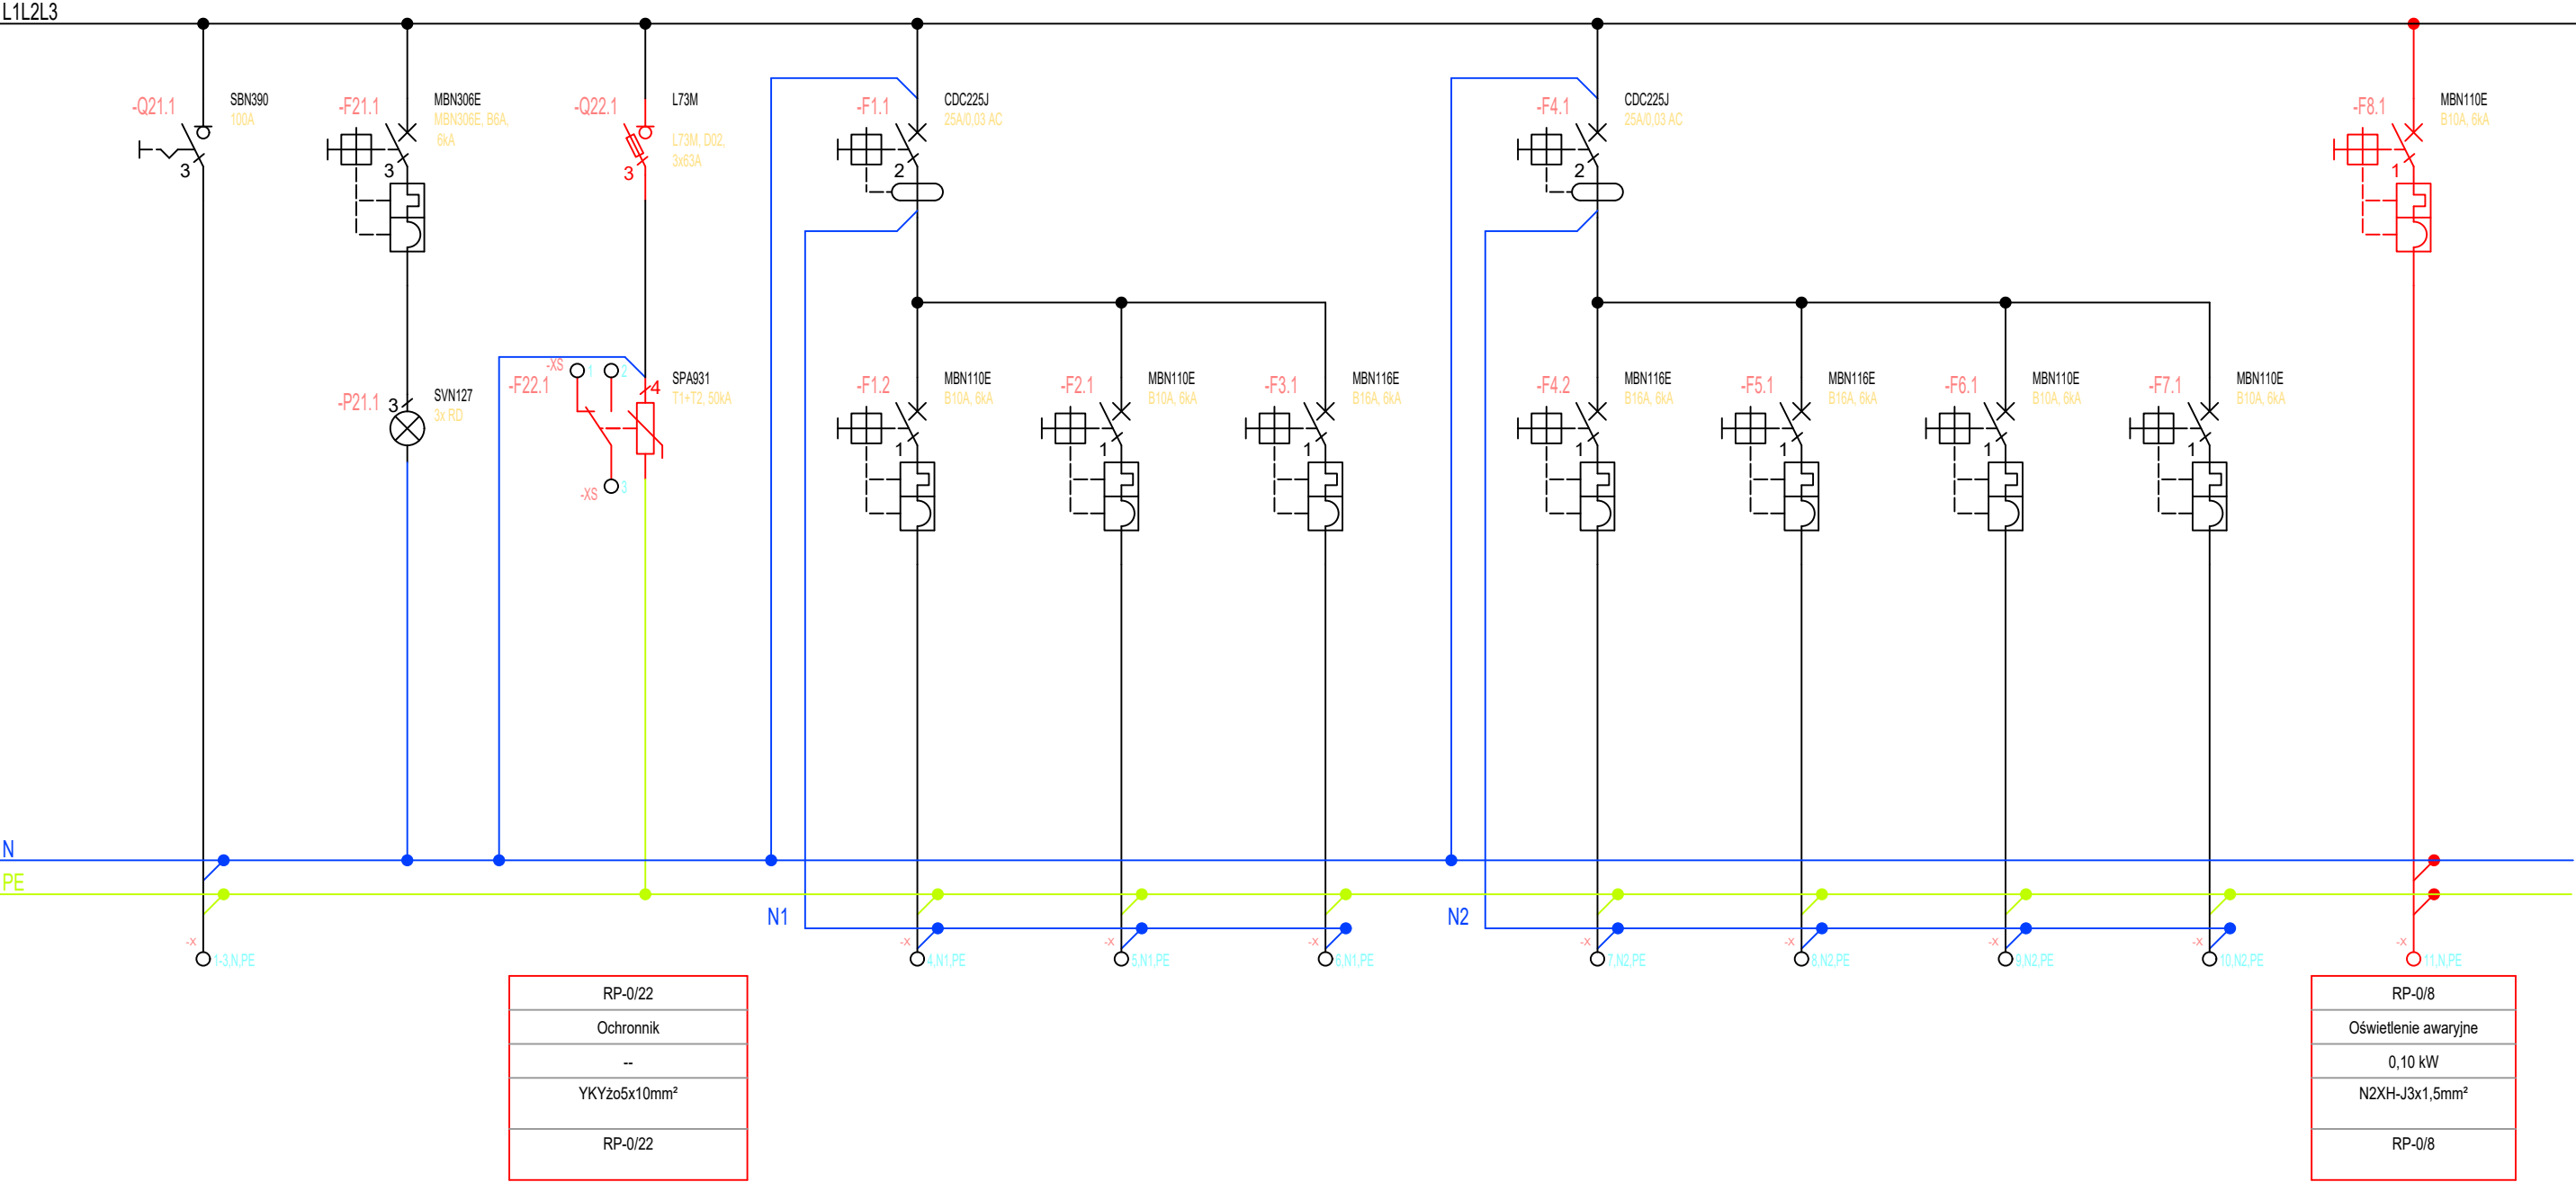 L1L2L3
-Q21.1
SBN390
100A
3
-F21.1
MBN306E
MBN306E, B6A,
6kA
3
-Q22.1
L73M
L73M, D02,
3x63A
3
-F1.1
CDC225J
25A/0,03 AC
2
-F4.1
CDC225J
25A/0,03 AC
2
-F8.1
MBN110E
B10A, 6kA
1
-P21.1
3
SVN127
3x RD
-F22.1
-XS
1
2
4
SPA931
T1+T2, 50kA
-XS
3
-F1.2
MBN110E
B10A, 6kA
1
-F2.1
MBN110E
B10A, 6kA
1
-F3.1
MBN116E
B16A, 6kA
1
-F4.2
MBN116E
B16A, 6kA
1
-F5.1
MBN116E
B16A, 6kA
1
-F6.1
MBN110E
B10A, 6kA
1
-F7.1
MBN110E
B10A, 6kA
1
N
PE
N1
N2
-X
1-3,N,PE
-X
4,N1,PE
-X
5,N1,PE
-X
6,N1,PE
-X
7,N2,PE
-X
8,N2,PE
-X
9,N2,PE
-X
10,N2,PE
-X
11,N,PE
RP-0/22
Ochronnik
--
YKYżo5x10mm²
RP-0/22
RP-0/8
Oświetlenie awaryjne
0,10 kW
N2XH-J3x1,5mm²
RP-0/8